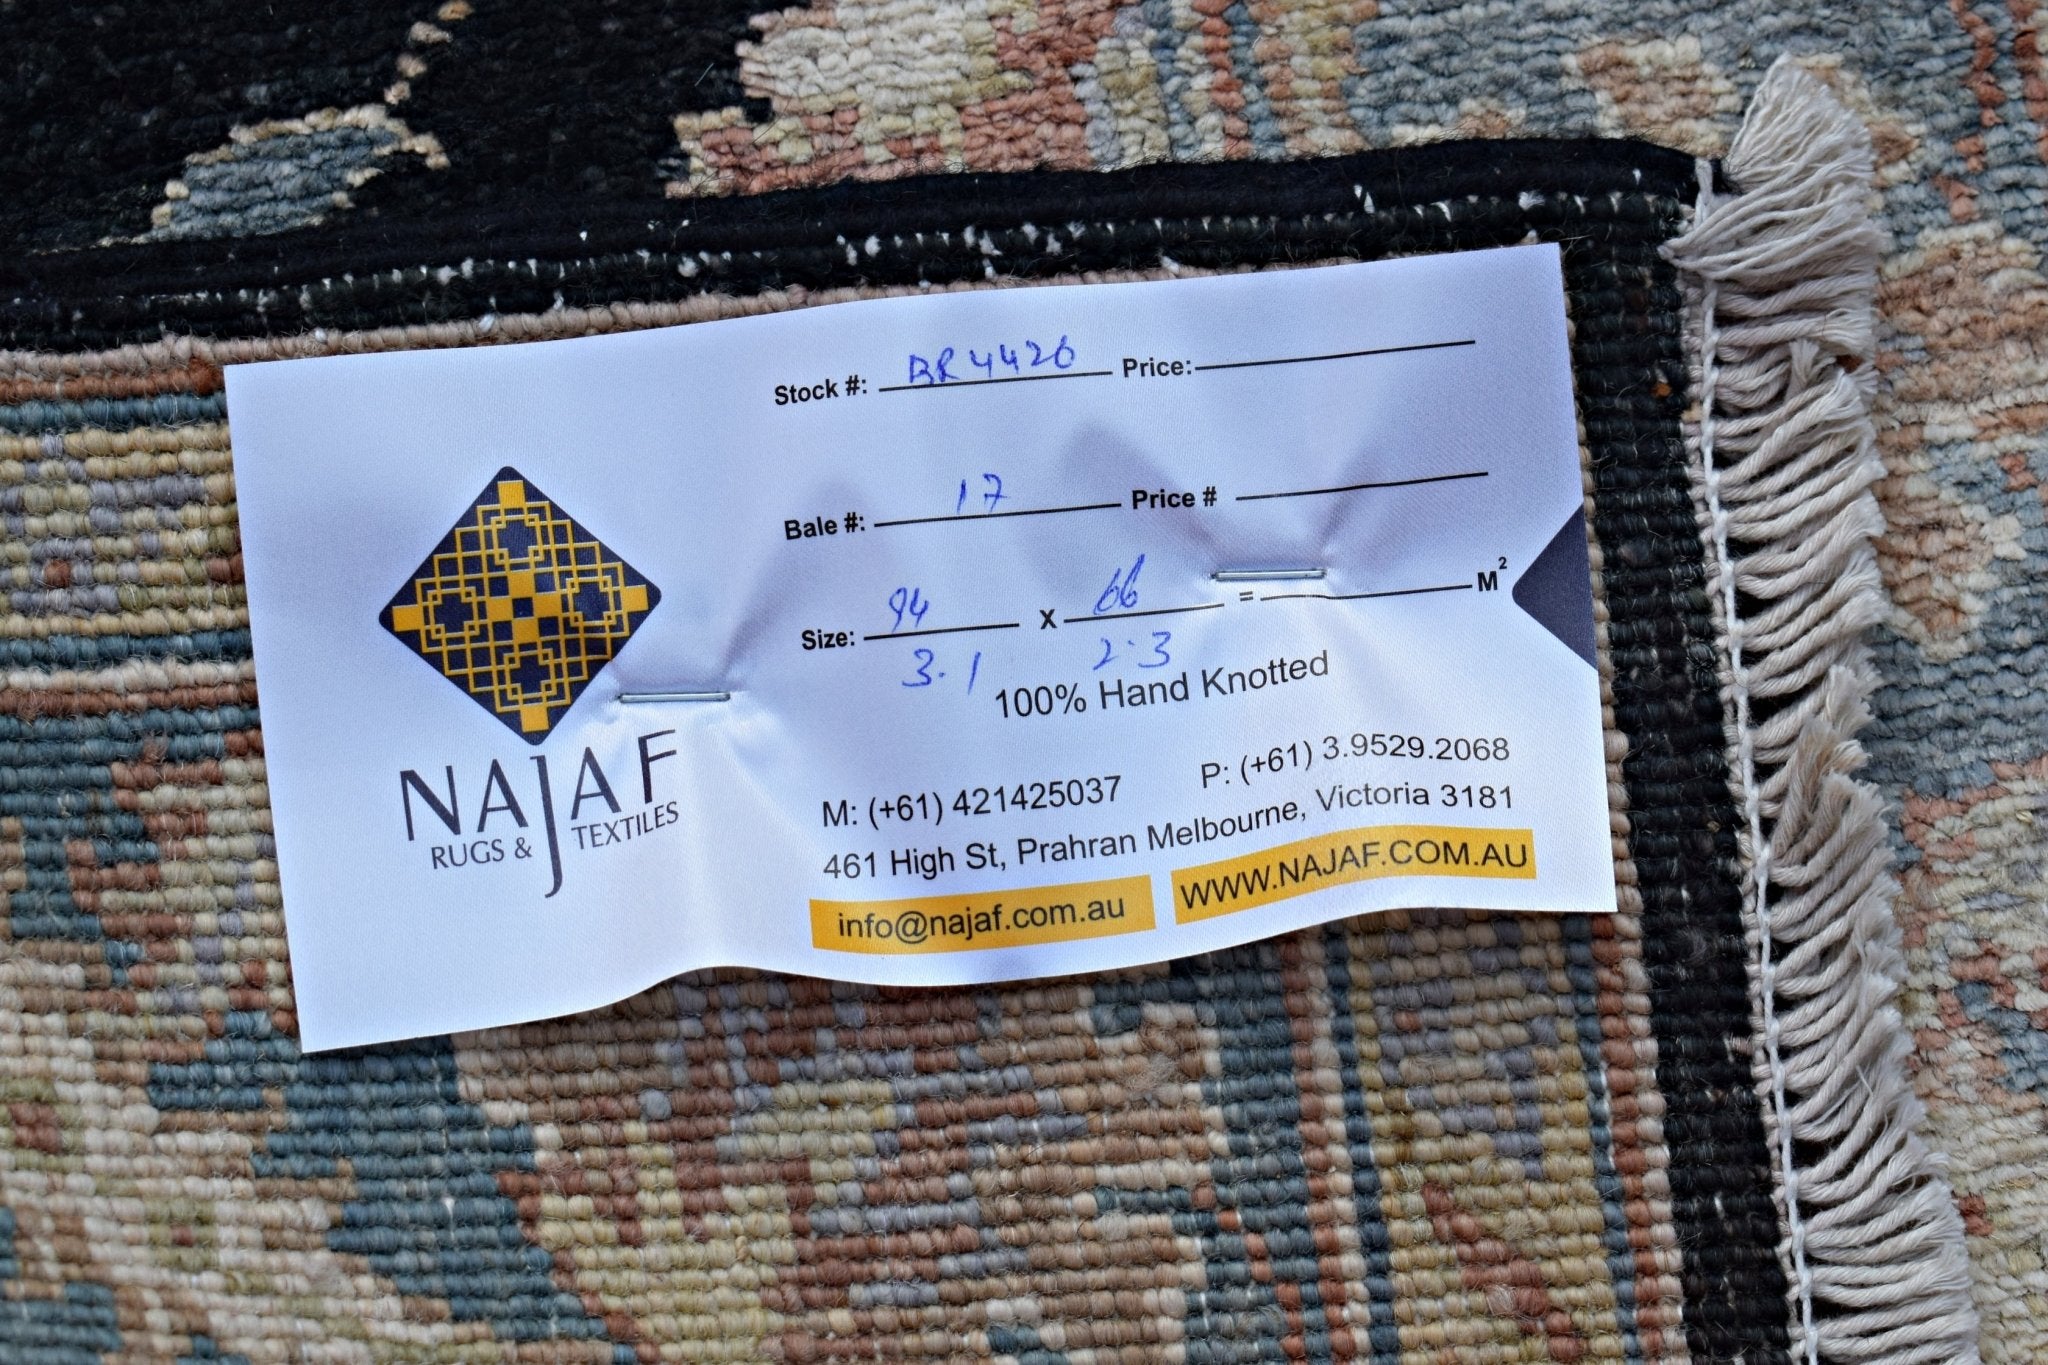 Stock #: BR4426 Price:
Bale #: 17 Price #
Size: 94 x 66 = M²
3.1 2.3
100% Hand Knotted
NAJAF
RUGS & TEXTILES
M: (+61) 421425037 P: (+61) 3.9529.2068
461 High St, Prahran Melbourne, Victoria 3181
info@najaf.com.au WWW.NAJAF.COM.AU